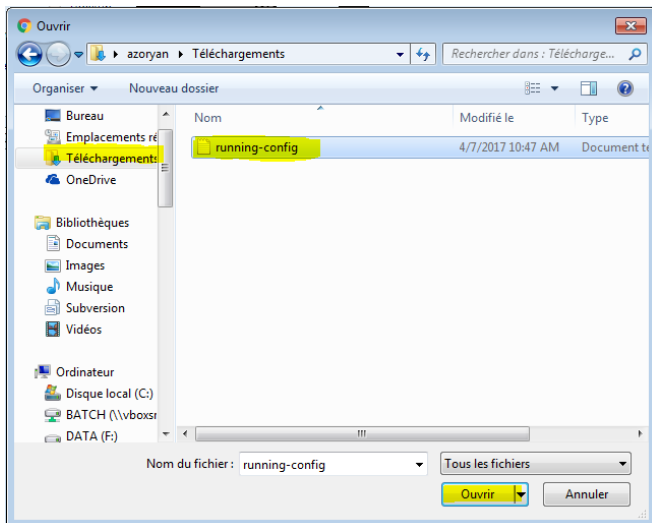 Ouvrir
azoryan Téléchargements
Rechercher dans : Télécharge...
Organiser Nouveau dossier
Bureau
Emplacements ré
Téléchargements
OneDrive
Bibliothèques
Documents
Images
Musique
Subversion
Vidéos
Ordinateur
Disque local (C:)
BATCH (\\vboxsr
DATA (F:)
Nom Modifié le Type
running-config 4/7/2017 10:47 AM Document te
Nom du fichier : running-config Tous les fichiers
Ouvrir Annuler